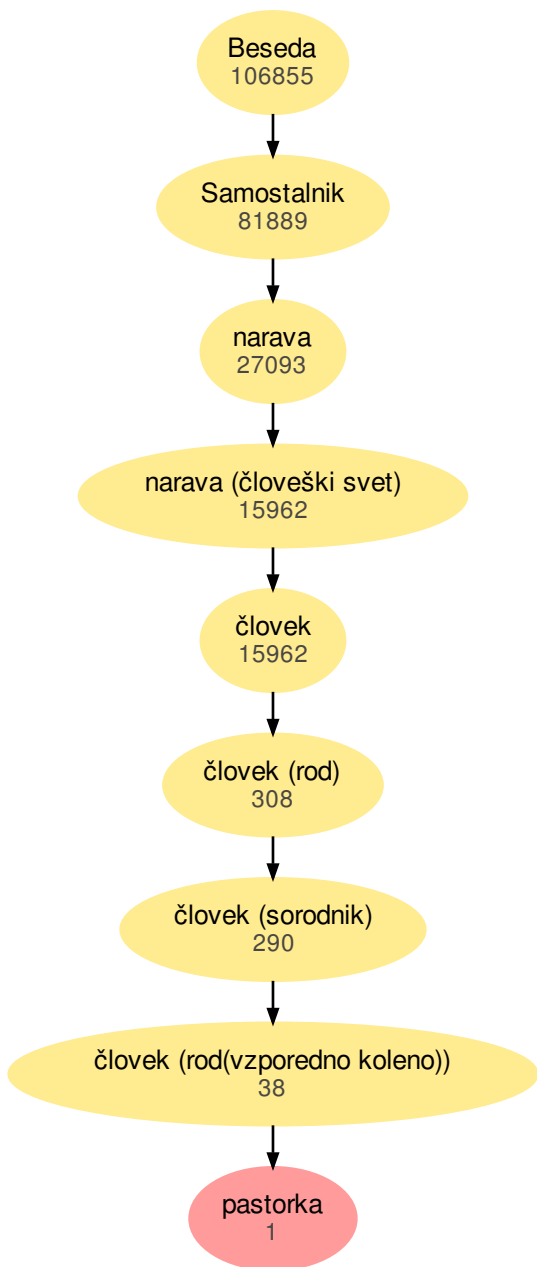 Beseda
106855
Samostalnik
81889
narava
27093
narava (človeški svet)
15962
človek
15962
človek (rod)
308
človek (sorodnik)
290
človek (rod(vzporedno koleno))
38
pastorka
1